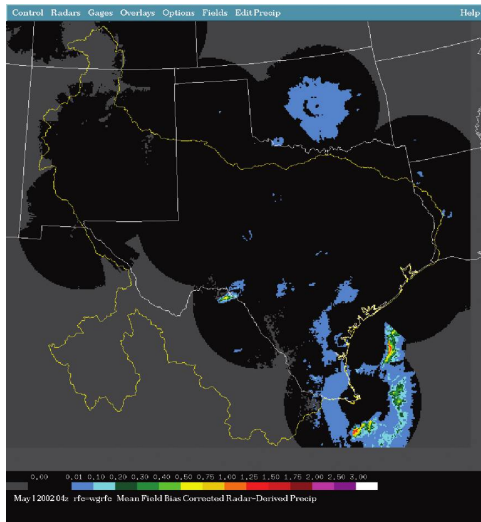 Control Radars Gages Overlays Options Fields Edit Precip Help
0.00 0.01 0.10 0.20 0.30 0.40 0.50 0.75 1.00 1.25 1.50 1.75 2.00 2.50 3.00
May 1 2002 04z rfc=wgrfc Mean Field Bias Corrected Radar-Derived Precip